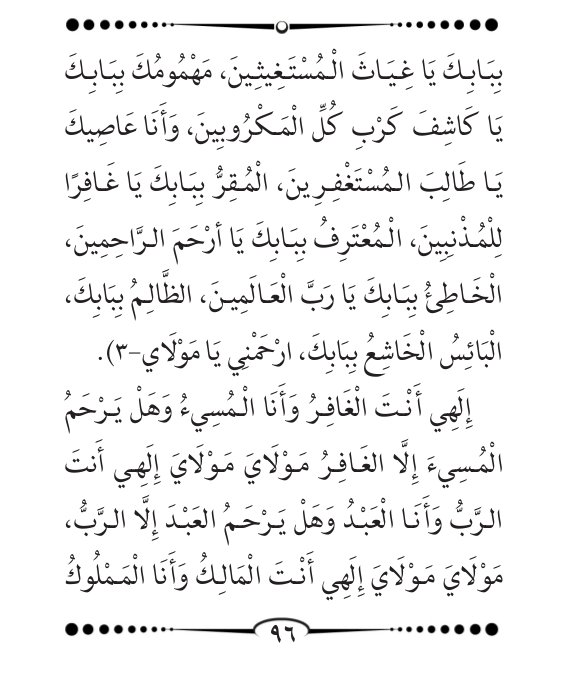 بِبَابِكَ يَا غِيَاثَ الْمُسْتَغِيثِينَ، مَهْمُومُكَ بِبَابِكَ
يَا كَاشِفَ كَرْبِ كُلِّ الْمَكْرُوبِينَ، وَأَنَا عَاصِيكَ
يَا طَالِبَ المُسْتَغْفِرِينَ، الْمُقِرُّ بِبَابِكَ يَا غَافِرًا
لِلْمُذْنِبِينَ، الْمُعْتَرِفُ بِبَابِكَ يَا أرْحَمَ الرَّاحِمِينَ،
الْخَاطِئُ بِبَابِكَ يَا رَبَّ الْعَالَمِينَ، الظَّالِمُ بِبَابِكَ،
الْبَائِسُ الْخَاشِعُ بِبَابِكَ، ارْحَمْنِي يَا مَوْلَاي-٣).
إِلَهِي أَنْتَ الْغَافِرُ وَأَنَا الْمُسِيءُ وَهَلْ يَرْحَمُ
الْمُسِيءَ إِلَّا الغَافِرُ مَوْلَايَ مَوْلَايَ إِلَهِي أَنتَ
الرَّبُّ وَأَنَا الْعَبْدُ وَهَلْ يَرْحَمُ العَبْدَ إِلَّا الرَّبُّ،
مَوْلَايَ مَوْلَايَ إِلَهِي أَنْتَ الْمَالِكُ وَأَنَا الْمَمْلُوكُ
٩٦